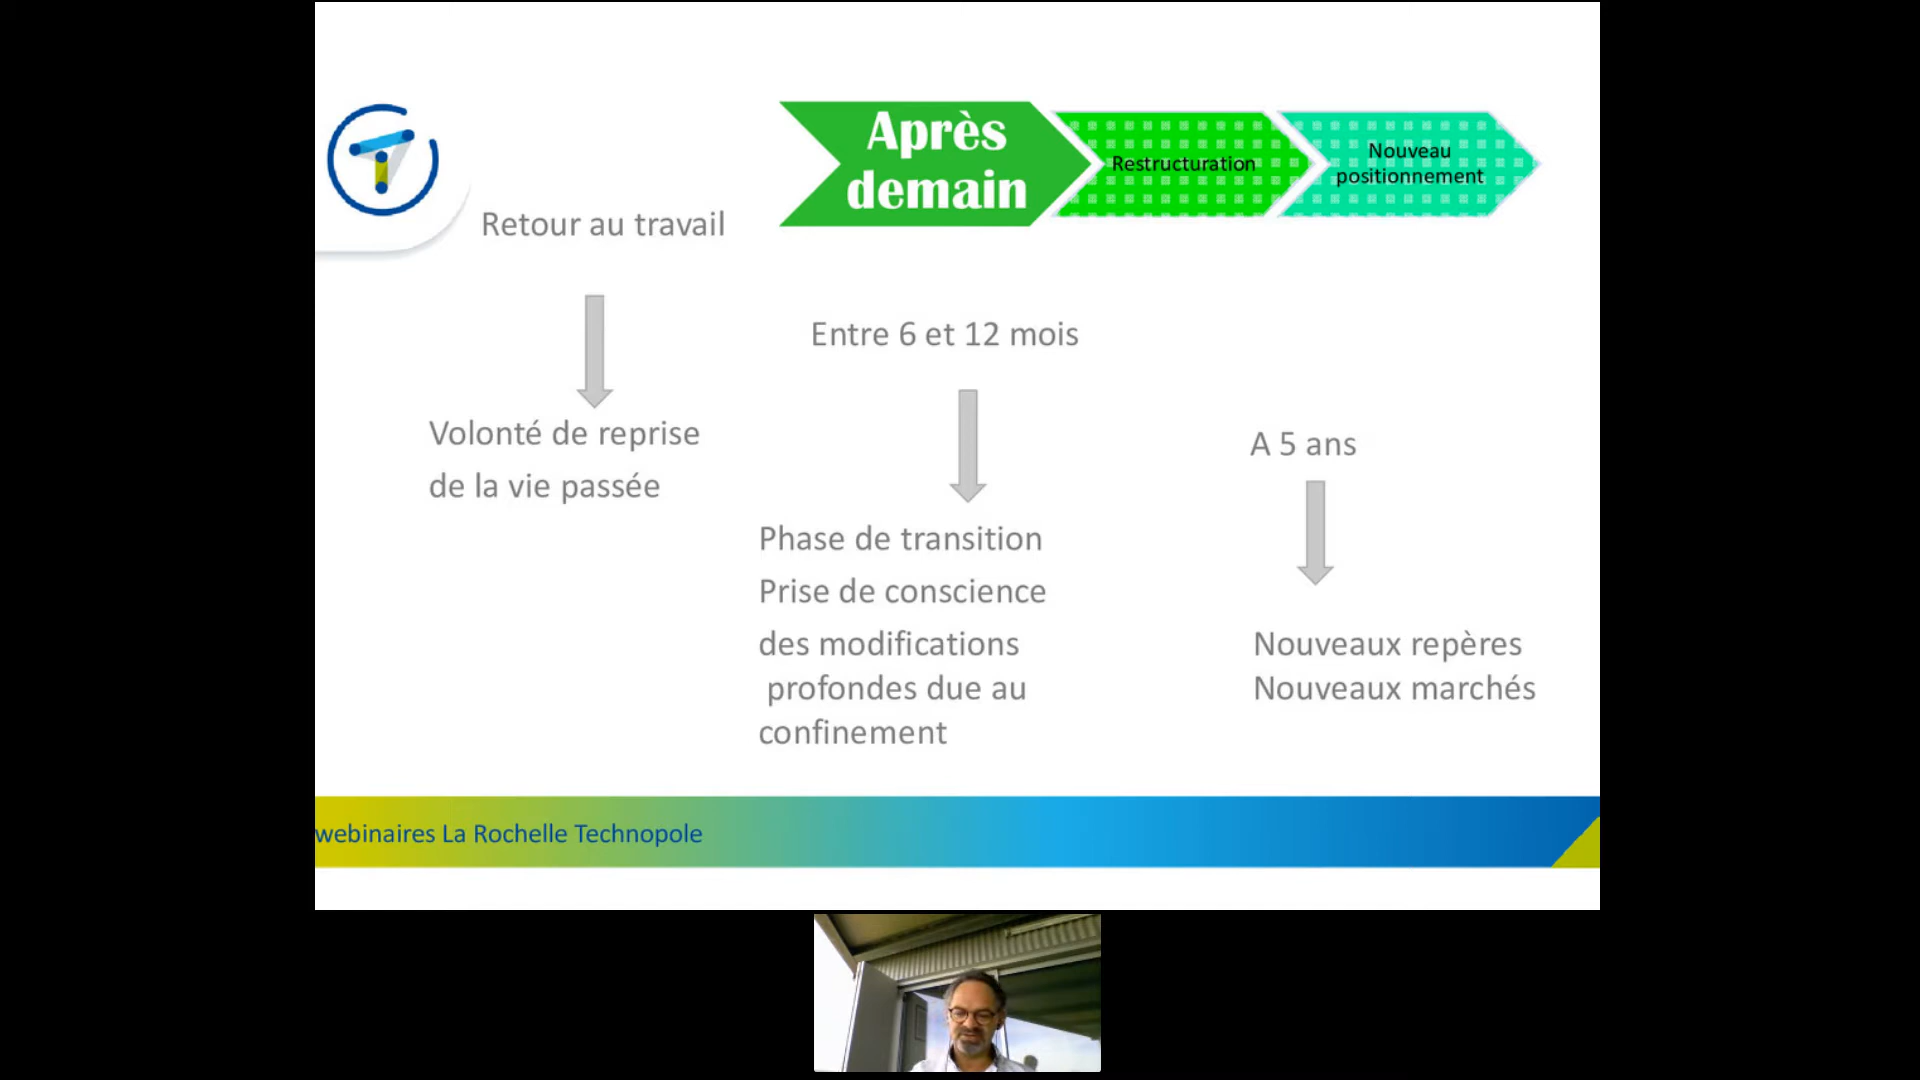 Après
demain
Restructuration
Nouveau
positionnement
Retour au travail
Entre 6 et 12 mois
Volonté de reprise
de la vie passée
A 5 ans
Phase de transition
Prise de conscience
des modifications
profondes due au
confinement
Nouveaux repères
Nouveaux marchés
webinaires La Rochelle Technopole